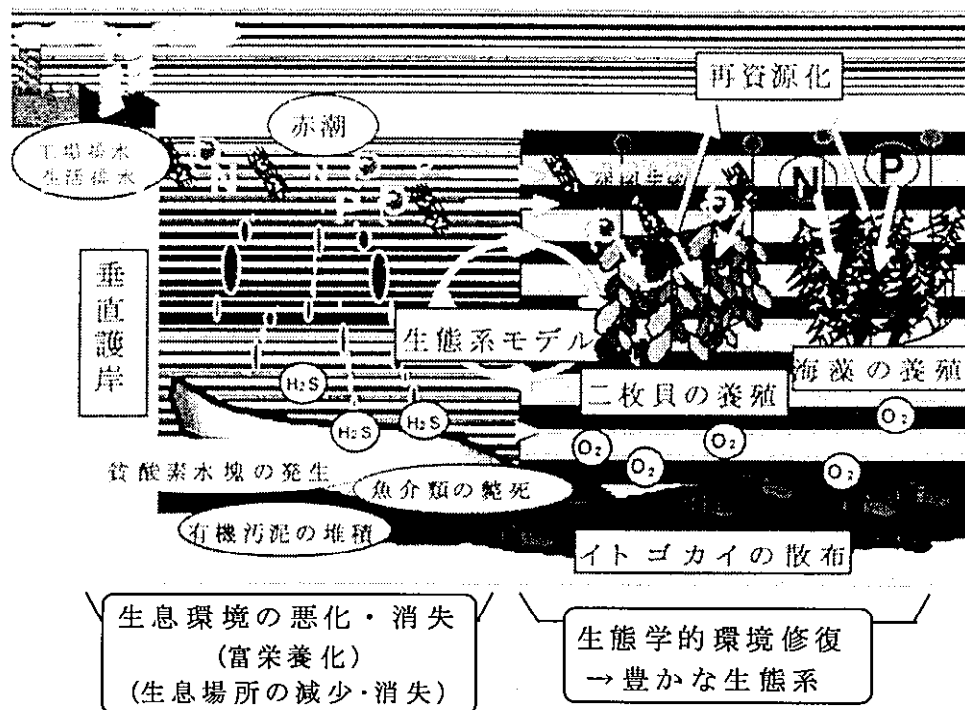 再資源化
赤潮
工場排水
生活排水
N
P
N
P
垂直護岸
生態系モデル
二枚貝の養殖
海藻の養殖
H₂S
H₂S
H₂S
O₂
O₂
O₂
O₂
O₂
貧酸素水塊の発生
魚介類の斃死
有機汚泥の堆積
イトゴカイの散布
生息環境の悪化・消失
(富栄養化)
(生息場所の減少・消失)
生態学的環境修復
→豊かな生態系